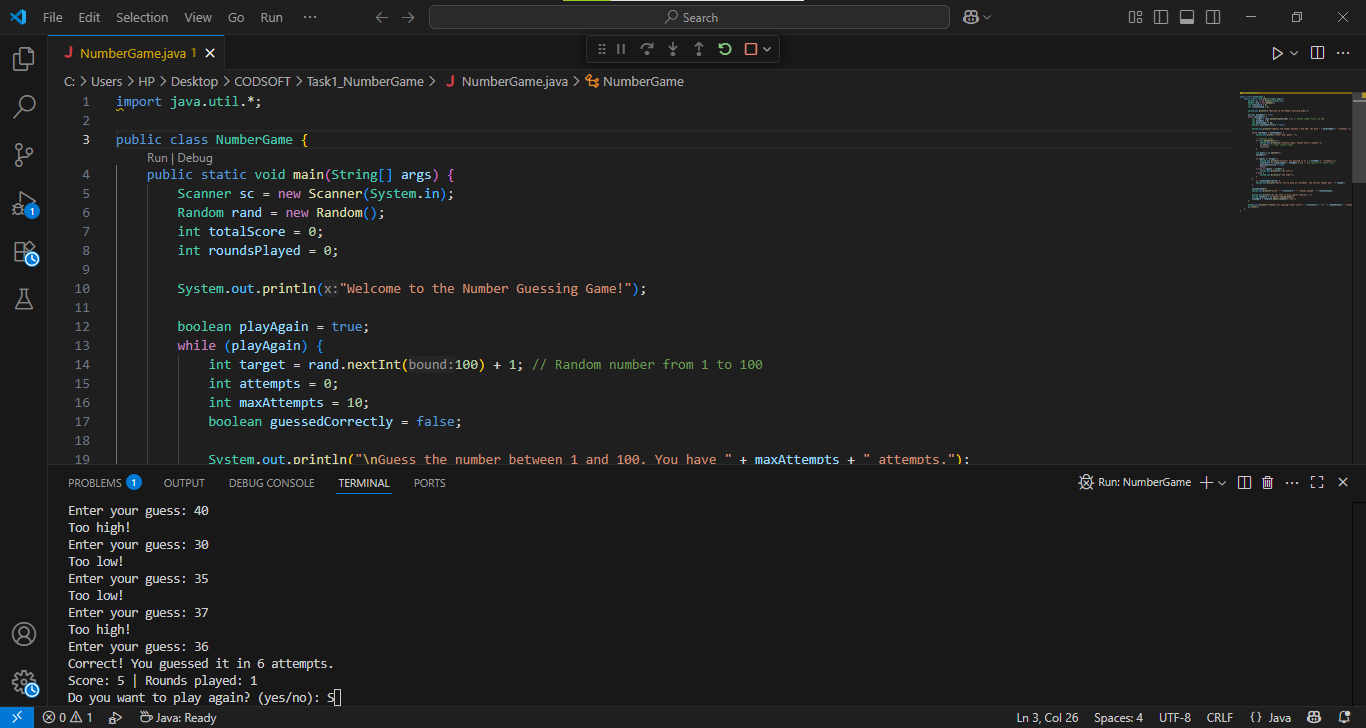 File Edit Selection View Go Run ··· Search
NumberGame.java 1
C: > Users > HP > Desktop > CODSOFT > Task1_NumberGame > NumberGame.java > NumberGame
1 import java.util.*;
2
3 public class NumberGame {
Run | Debug
4 public static void main(String[] args) {
5 Scanner sc = new Scanner(System.in);
6 Random rand = new Random();
7 int totalScore = 0;
8 int roundsPlayed = 0;
9
10 System.out.println(x:"Welcome to the Number Guessing Game!");
11
12 boolean playAgain = true;
13 while (playAgain) {
14 int target = rand.nextInt(bound:100) + 1; // Random number from 1 to 100
15 int attempts = 0;
16 int maxAttempts = 10;
17 boolean guessedCorrectly = false;
18
19 System.out.println("\nGuess the number between 1 and 100. You have " + maxAttempts + " attempts.");
PROBLEMS 1 OUTPUT DEBUG CONSOLE TERMINAL PORTS Run: NumberGame
Enter your guess: 40
Too high!
Enter your guess: 30
Too low!
Enter your guess: 35
Too low!
Enter your guess: 37
Too high!
Enter your guess: 36
Correct! You guessed it in 6 attempts.
Score: 5 | Rounds played: 1
Do you want to play again? (yes/no): S
1
0 1 Java: Ready Ln 3, Col 26 Spaces: 4 UTF-8 CRLF {} Java